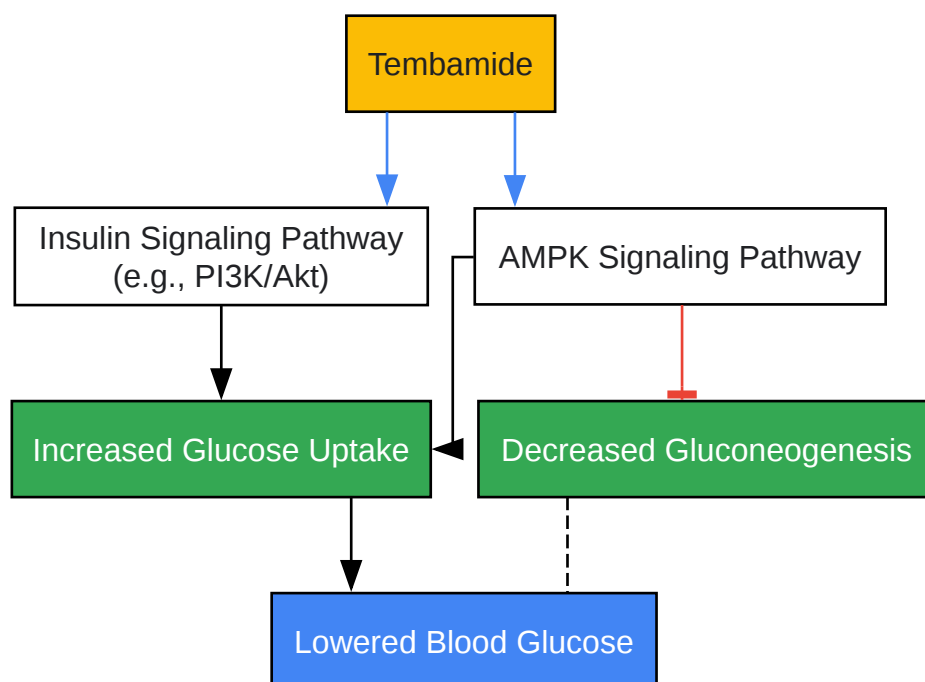 Tembamide
Insulin Signaling Pathway
(e.g., PI3K/Akt)
AMPK Signaling Pathway
Increased Glucose Uptake
Decreased Gluconeogenesis
Lowered Blood Glucose